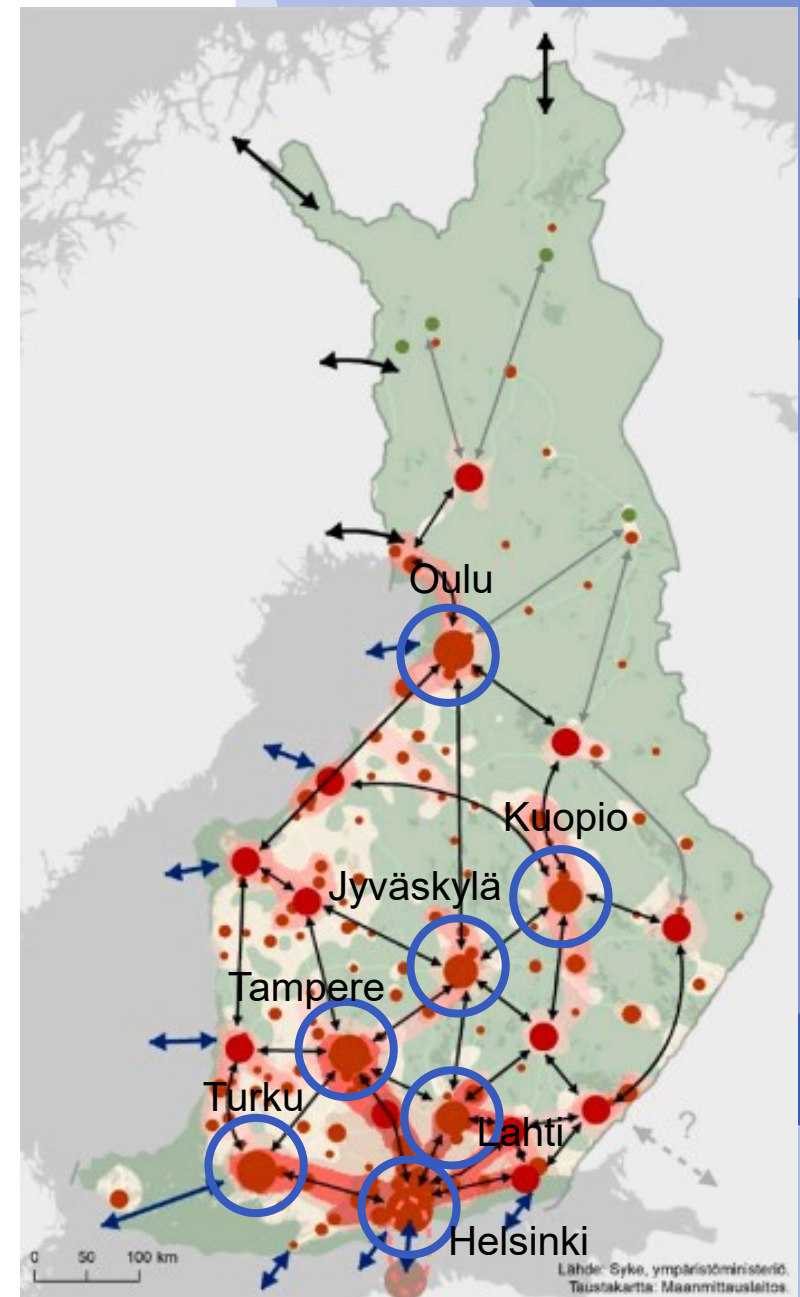 Oulu
Kuopio
Jyväskylä
Tampere
Turku
?
Lahti
Helsinki
0 50 100 km
Lähde: Syke, ympäristöministeriö.
Taustakartta: Maanmittauslaitos.